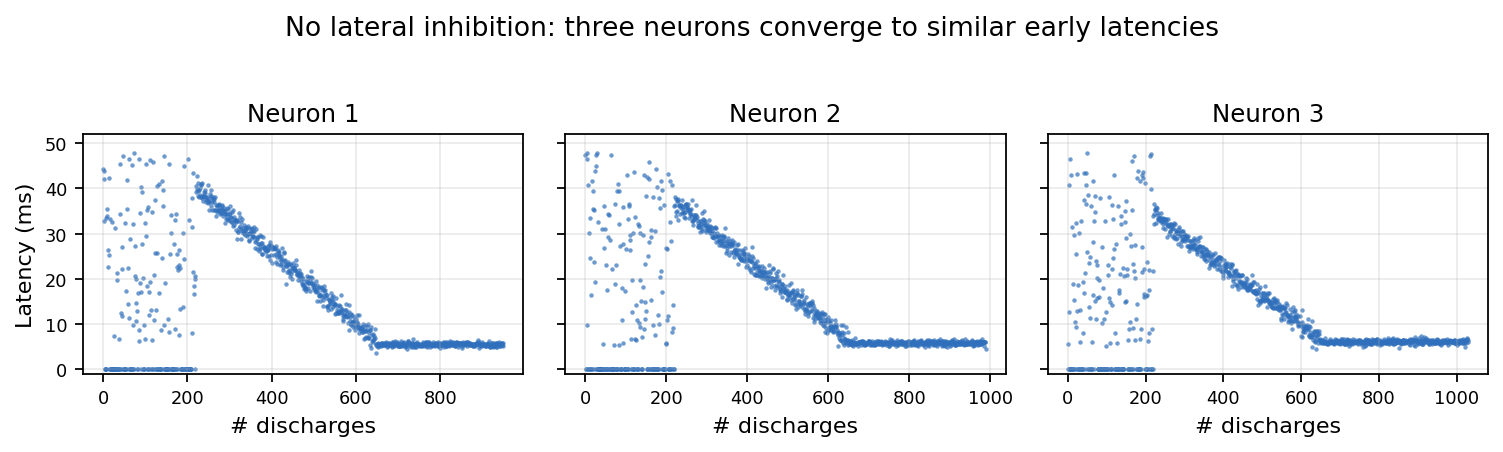 No lateral inhibition: three neurons converge to similar early latencies
Neuron 1
Neuron 2
Neuron 3
Latency (ms)
50
40
30
20
10
0
0 200 400 600 800
0 200 400 600 800 1000
0 200 400 600 800 1000
# discharges
# discharges
# discharges